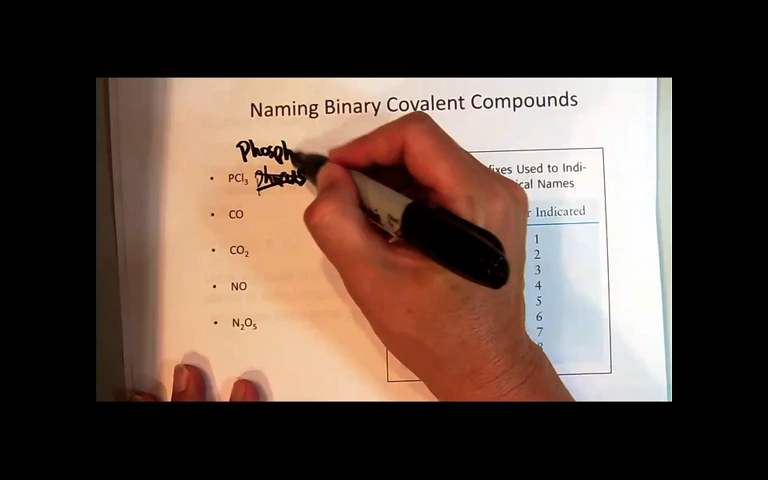 Naming Binary Covalent Compounds
Phosph
• PCl₃
• CO
• CO₂
• NO
• N₂O₅
fixes Used to Indi-
ical Names
r Indicated
1
2
3
4
5
6
7
8